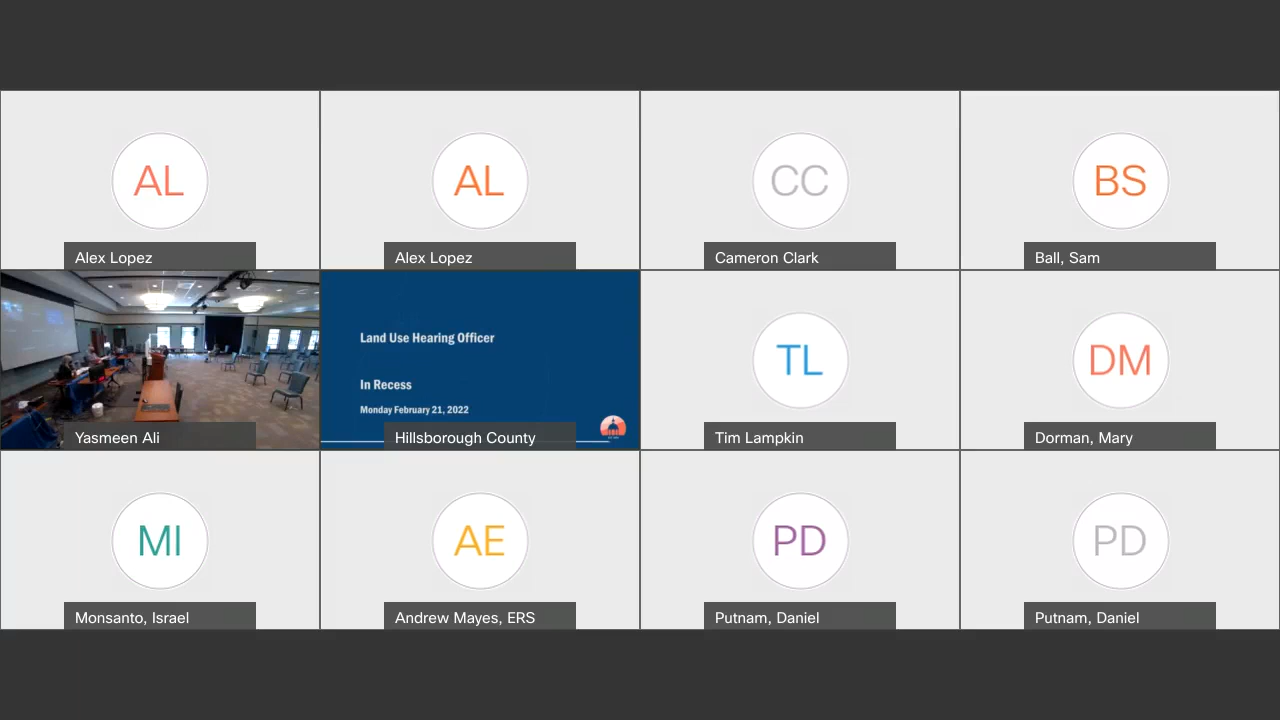 AL
Alex Lopez
AL
Alex Lopez
CC
Cameron Clark
BS
Ball, Sam
Yasmeen Ali
Land Use Hearing Officer
In Recess
Monday February 21, 2022
Hillsborough County
TL
Tim Lampkin
DM
Dorman, Mary
MI
Monsanto, Israel
AE
Andrew Mayes, ERS
PD
Putnam, Daniel
PD
Putnam, Daniel